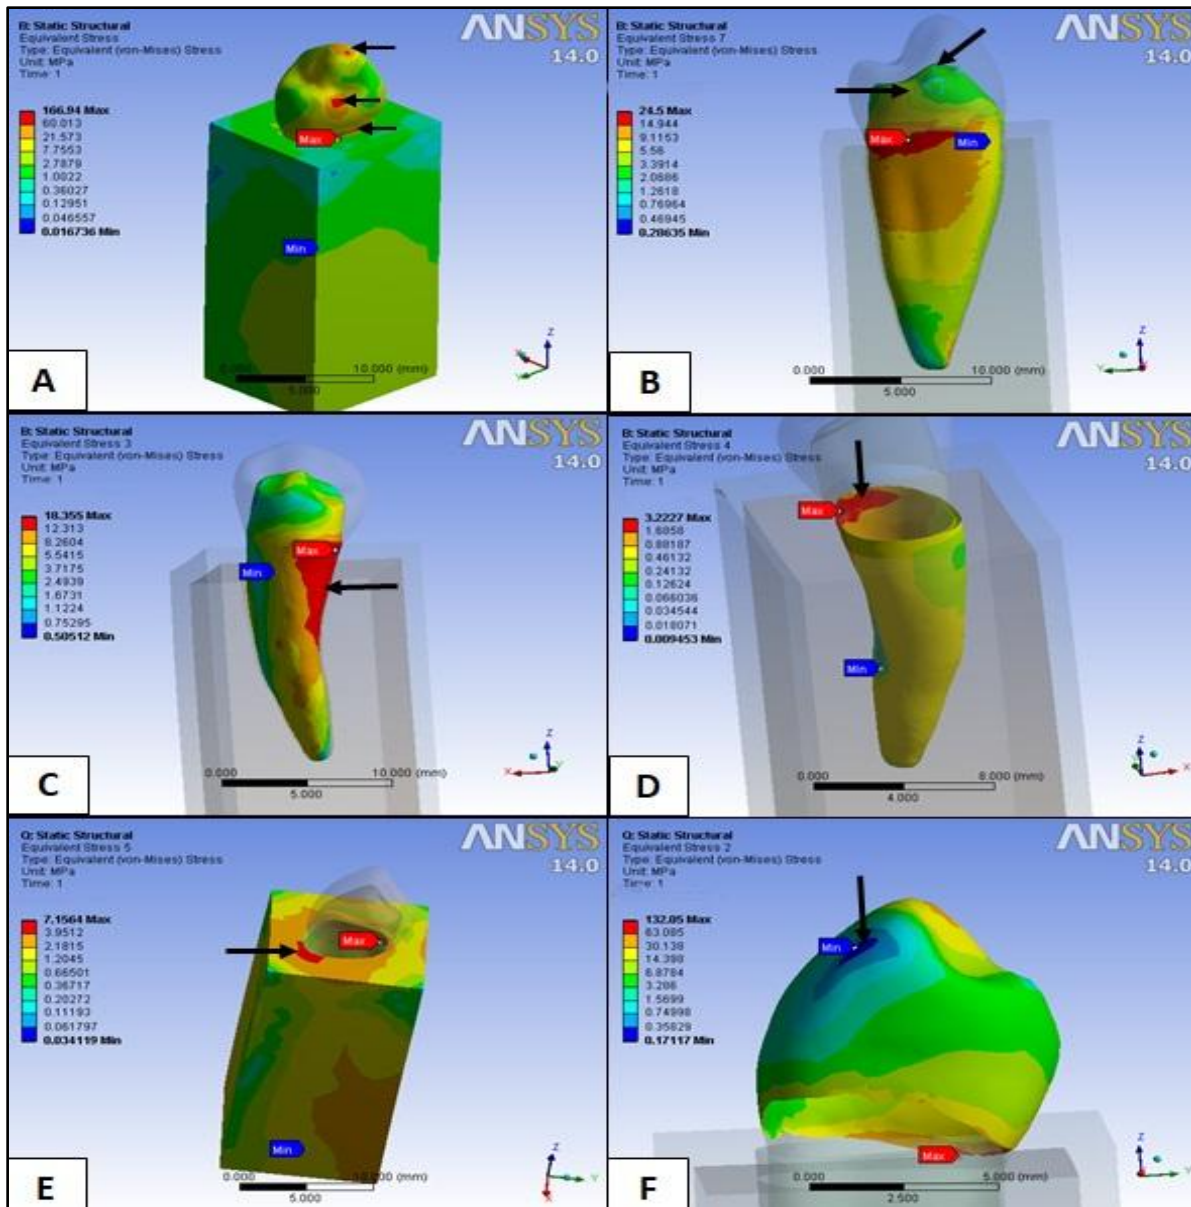 B: Static Structural
Equivalent Stress
Type: Equivalent (von-Mises) Stress
Unit: MPa
Time: 1
ANSYS
14.0
166.94 Max
60.013
21.573
7.7553
2.7879
1.0022
0.36027
0.12951
0.046557
0.016736 Min
Max
Min
0.000
10.000 (mm)
5.000
Z
X
Y
A
B: Static Structural
Equivalent Stress 7
Type: Equivalent (von-Mises) Stress
Unit: MPa
Time: 1
ANSYS
14.0
24.5 Max
14.944
9.1153
5.56
3.3914
2.0686
1.2618
0.76964
0.46945
0.28635 Min
Max
Min
0.000
10.000 (mm)
5.000
Z
Y
B
B: Static Structural
Equivalent Stress 3
Type: Equivalent (von-Mises) Stress
Unit: MPa
Time: 1
ANSYS
14.0
18.355 Max
12.313
8.2604
5.5415
3.7175
2.4939
1.6731
1.1224
0.75295
0.50512 Min
Max
Min
0.000
10.000 (mm)
5.000
Z
X
Y
C
B: Static Structural
Equivalent Stress 4
Type: Equivalent (von-Mises) Stress
Unit: MPa
Time: 1
ANSYS
14.0
3.2227 Max
1.6858
0.88187
0.46132
0.24132
0.12624
0.066036
0.034544
0.018071
0.009453 Min
Max
Min
0.000
8.000 (mm)
4.000
Z
X
D
Q: Static Structural
Equivalent Stress 5
Type: Equivalent (von-Mises) Stress
Unit: MPa
Time: 1
ANSYS
14.0
7.1564 Max
3.9512
2.1815
1.2045
0.66501
0.36717
0.20272
0.11193
0.061797
0.034119 Min
Max
Min
0.000
10.000 (mm)
5.000
Z
Y
X
E
Q: Static Structural
Equivalent Stress 2
Type: Equivalent (von-Mises) Stress
Unit: MPa
ANSYS
14.0
132.05 Max
63.085
30.138
14.398
6.8784
3.286
1.5699
0.74998
0.35829
0.17117 Min
Min
Max
0.000
5.000 (mm)
2.500
Z
Y
F